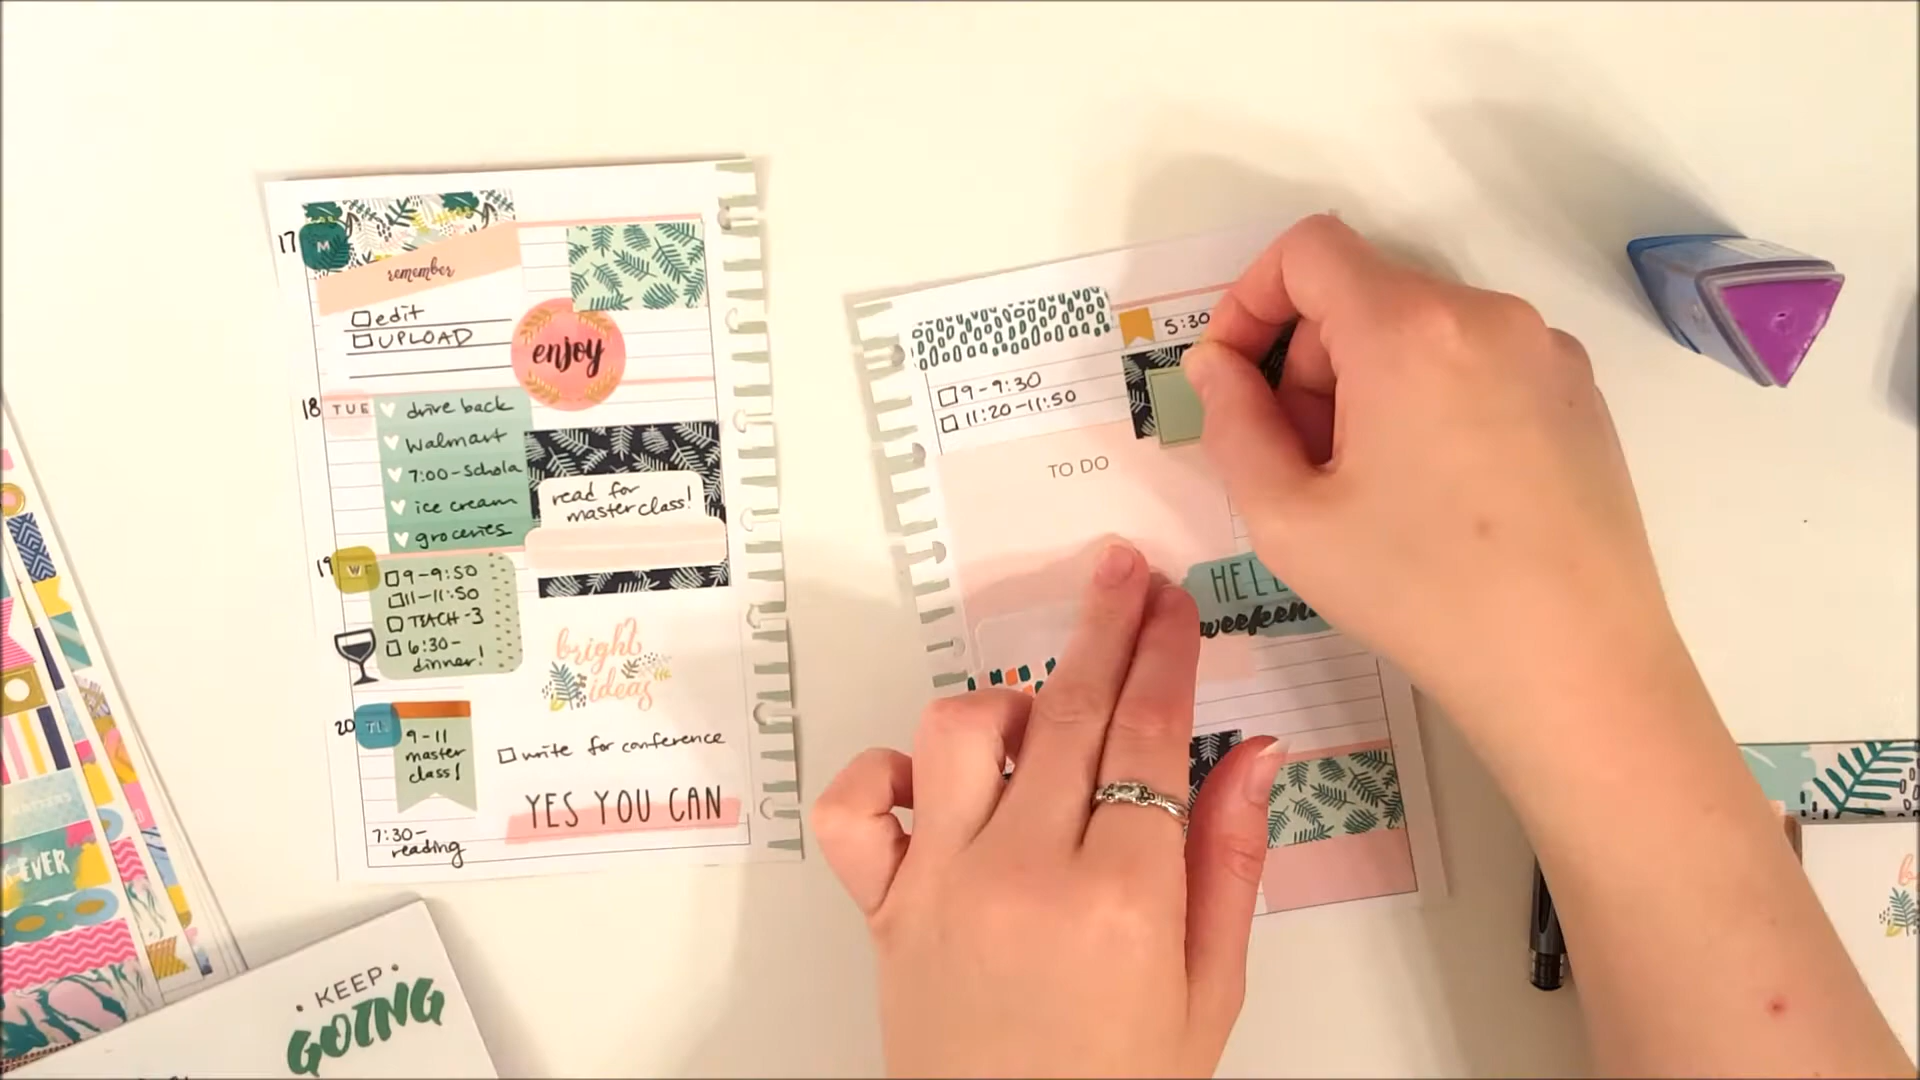 17
M
remember
edit
UPLOAD
enjoy
18
TUE
drive back
Walmart
7:00-Schola
ice cream
groceries
read for
master class!
19
W
9-9:50
11-11:50
TEACH-3
6:30-
dinner!
bright
ideas
20
9-11
master
class!
write for conference
YES YOU CAN
7:30-
reading
5:30
9-9:30
11:20-11:50
TO DO
EVER
KEEP
GOING